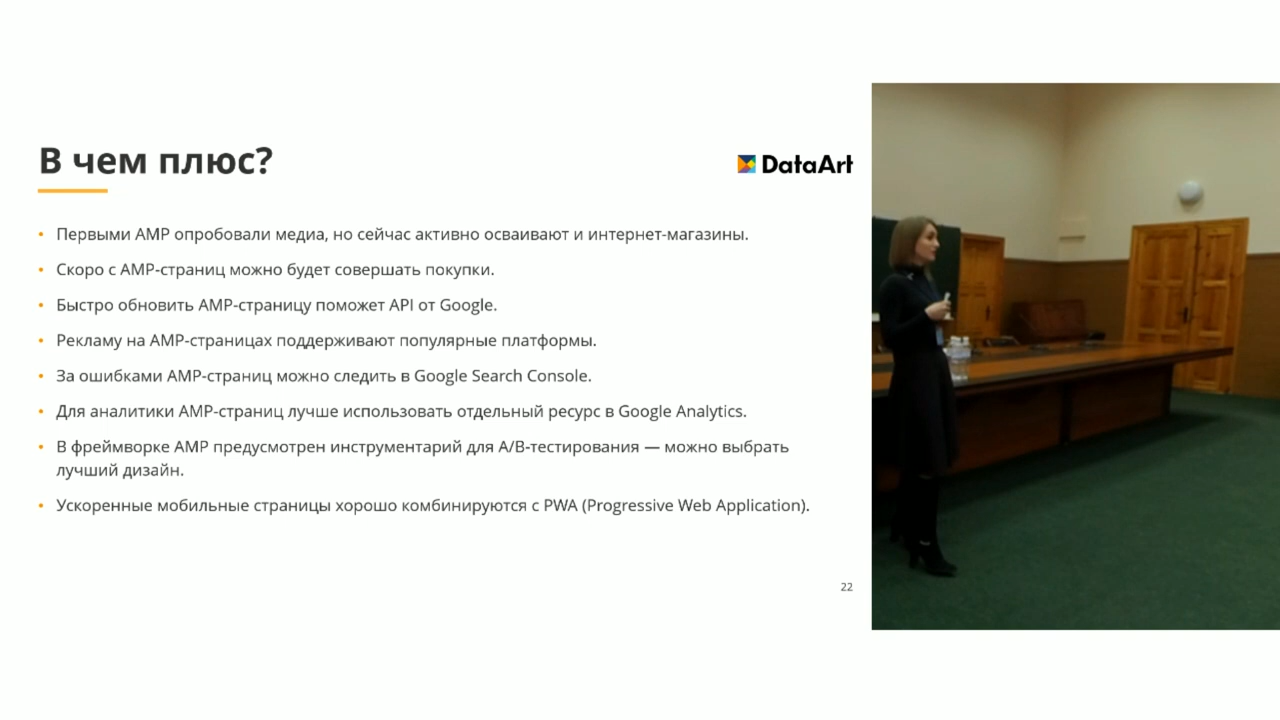 В чем плюс?
DataArt
• Первыми AMP опробовали медиа, но сейчас активно осваивают и интернет-магазины.
• Скоро с AMP-страниц можно будет совершать покупки.
• Быстро обновить AMP-страницу поможет API от Google.
• Рекламу на AMP-страницах поддерживают популярные платформы.
• За ошибками AMP-страниц можно следить в Google Search Console.
• Для аналитики AMP-страниц лучше использовать отдельный ресурс в Google Analytics.
• В фреймворке AMP предусмотрен инструментарий для A/B-тестирования — можно выбрать
лучший дизайн.
• Ускоренные мобильные страницы хорошо комбинируются с PWA (Progressive Web Application).
22